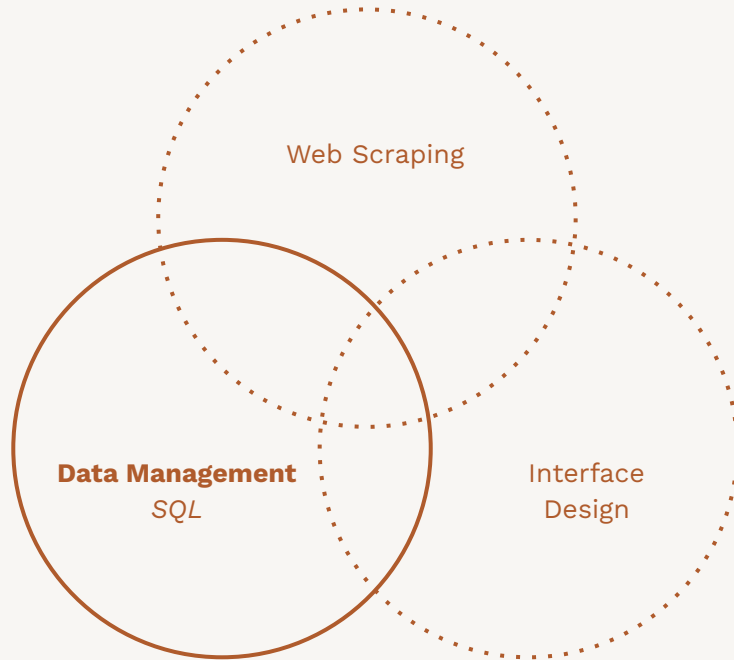 Web Scraping
Data Management
SQL
Interface
Design